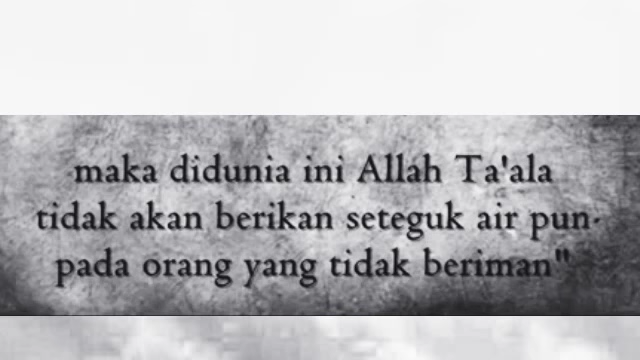 maka didunia ini Allah Ta'ala
tidak akan berikan seteguk air pun
pada orang yang tidak beriman"